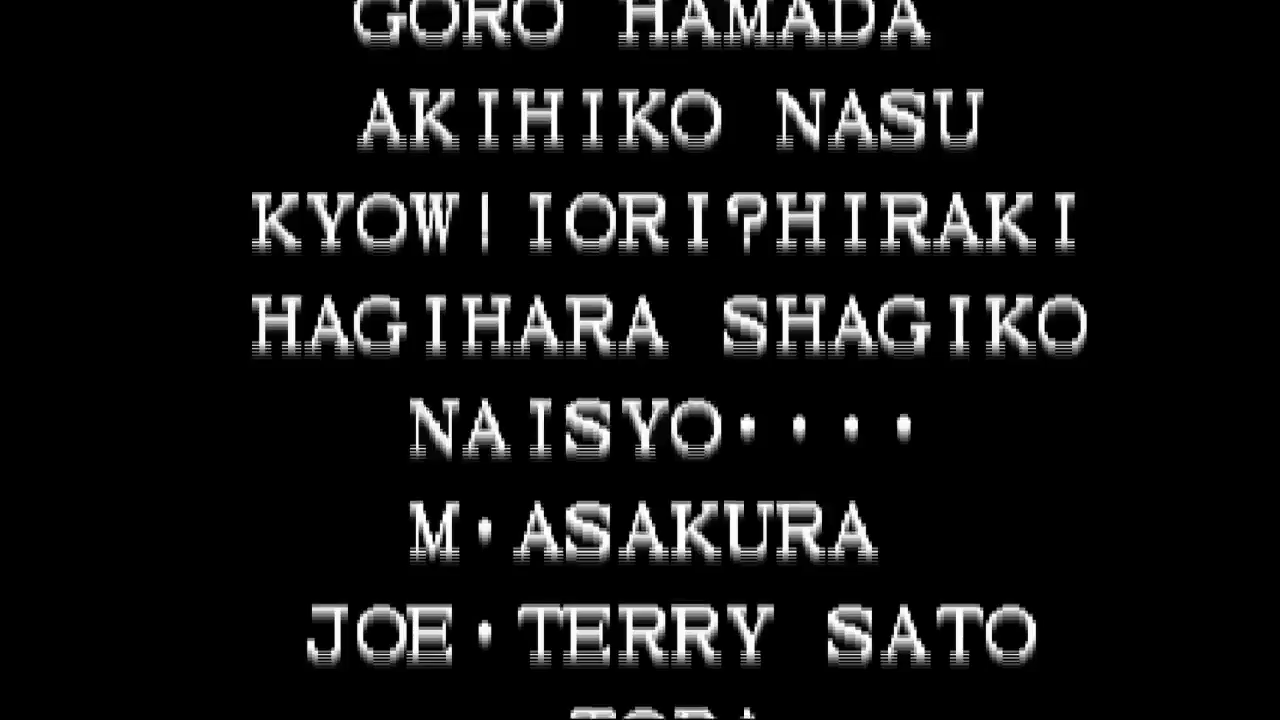 GORO HAMADA
AKIHIKO NASU
KYOW| IORI?HIRAKI
HAGIHARA SHAGIKO
NAISYO····
M·ASAKURA
JOE·TERRY SATO